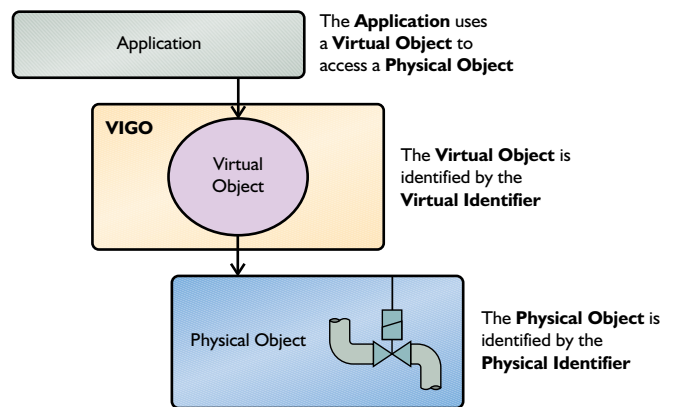 Application
The Application uses
a Virtual Object to
access a Physical Object
VIGO
Virtual
Object
The Virtual Object is
identified by the
Virtual Identifier
Physical Object
The Physical Object is
identified by the
Physical Identifier